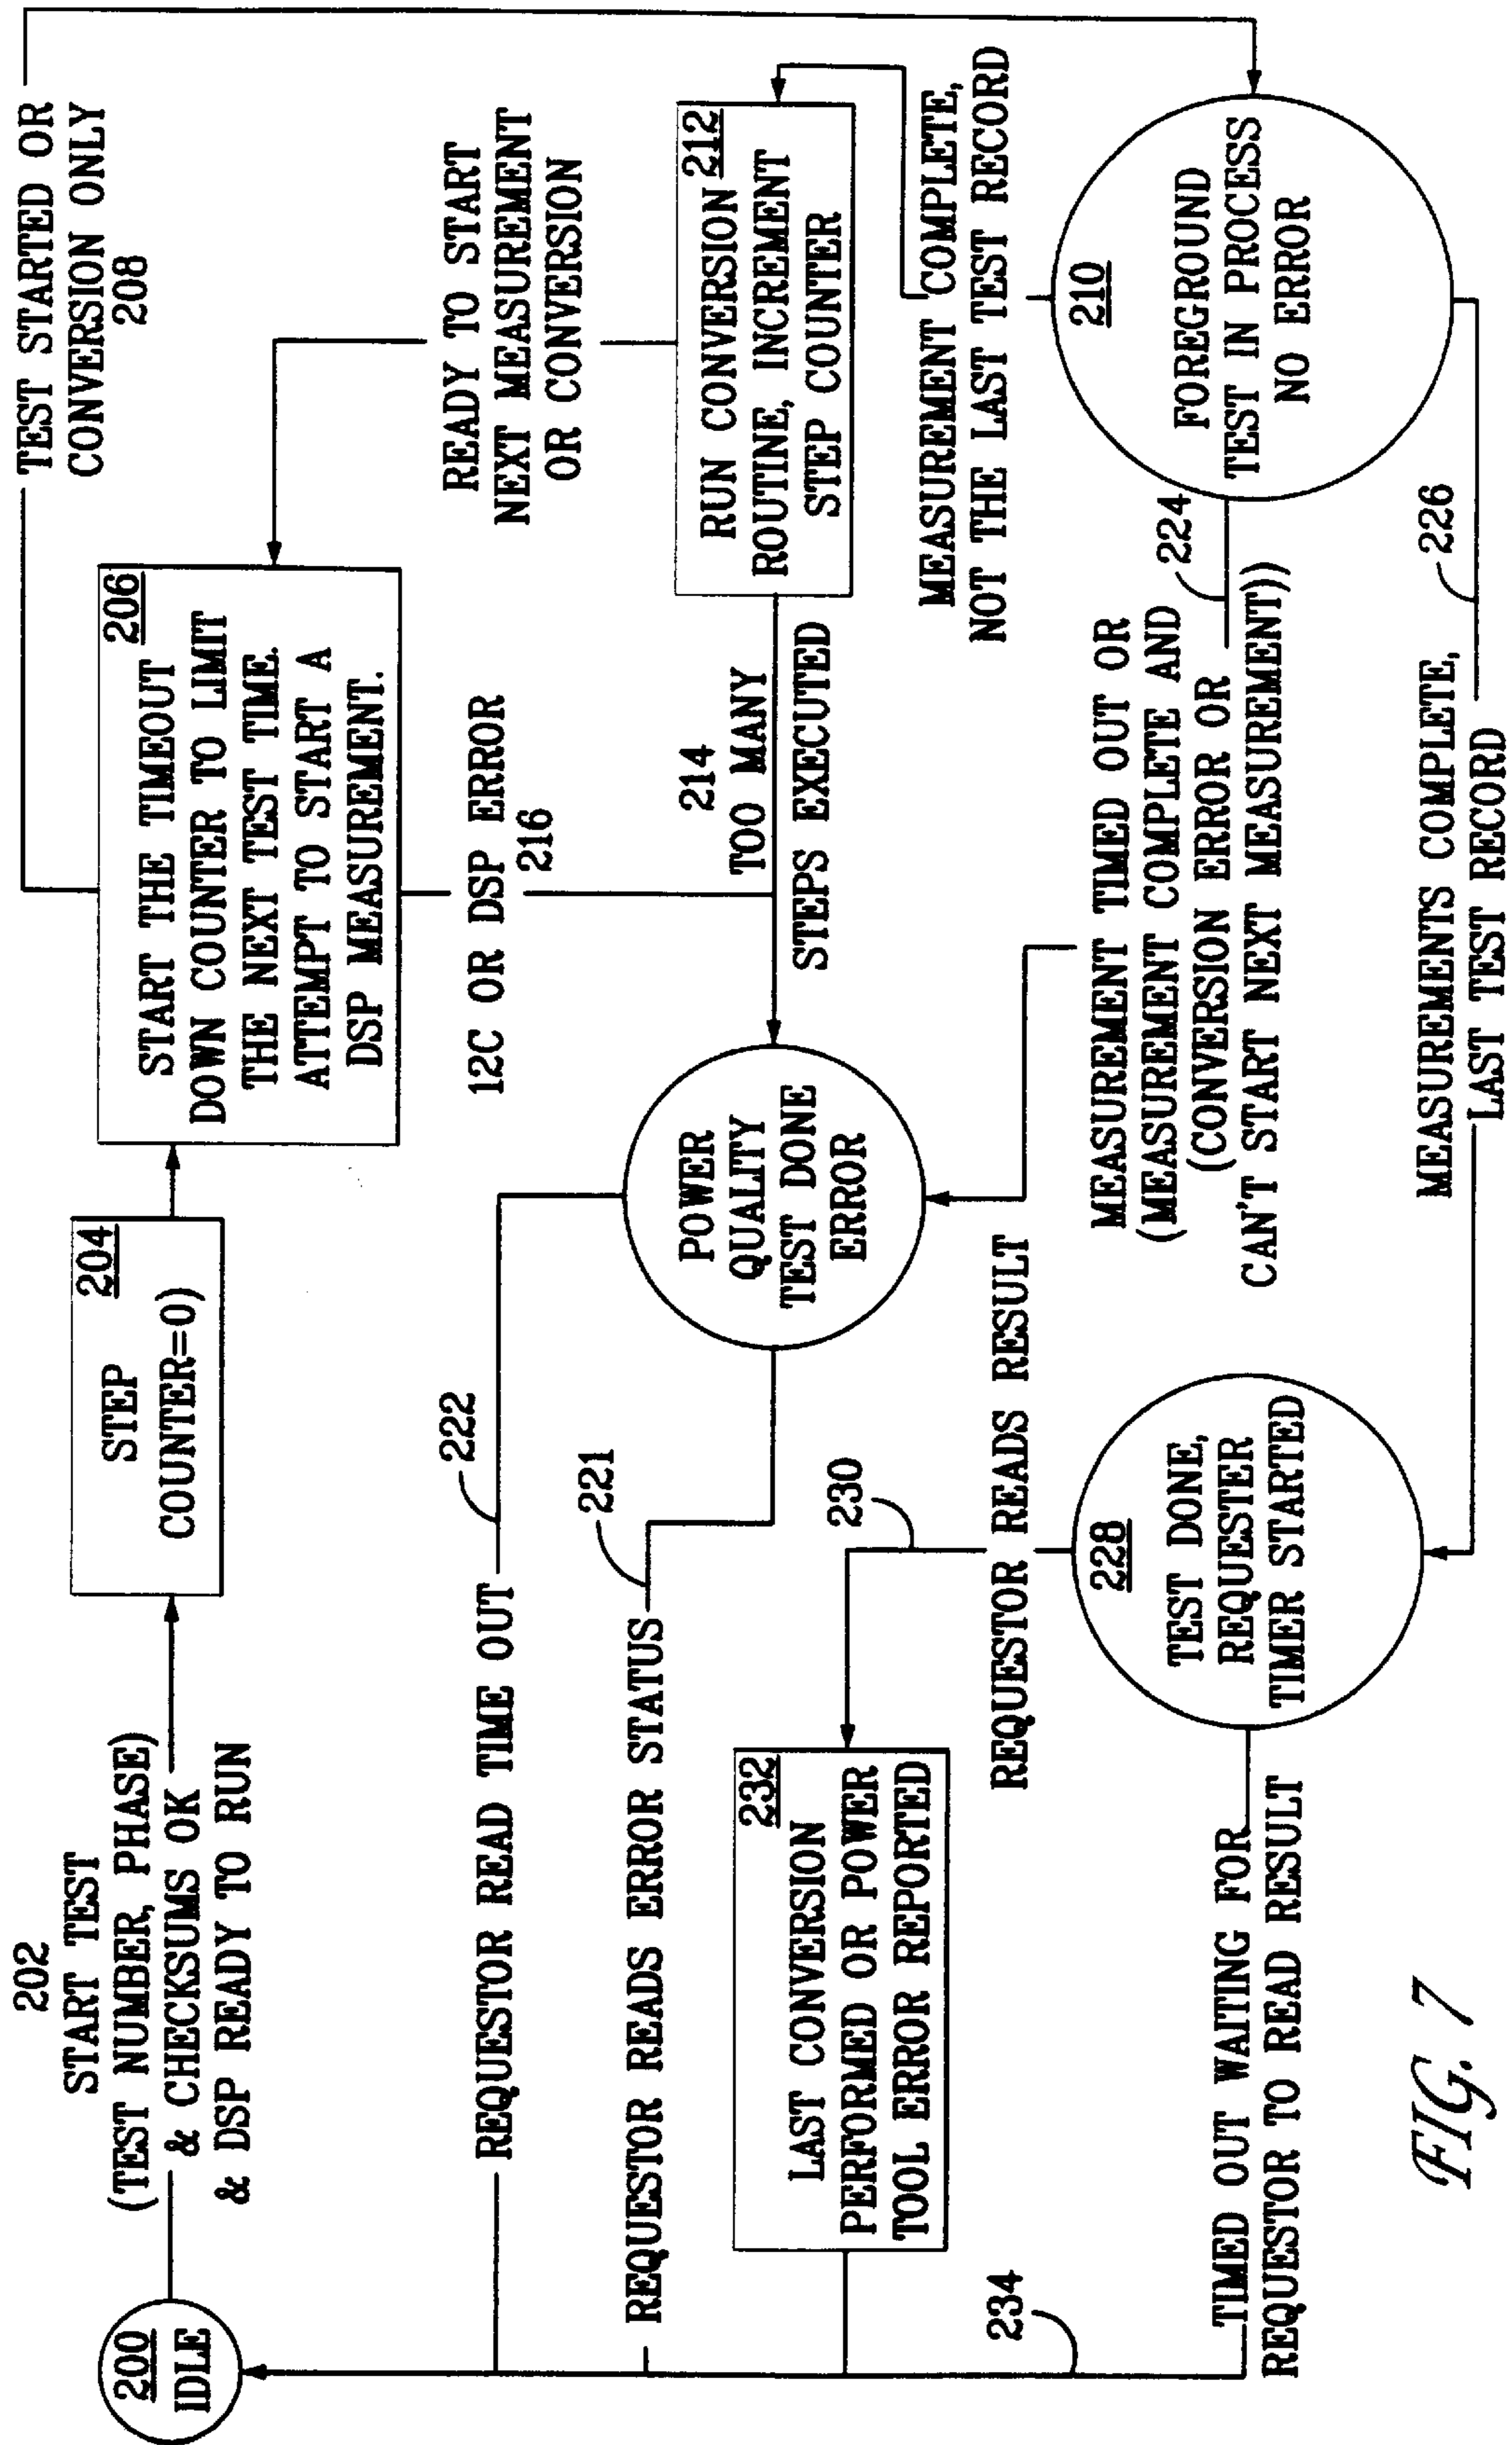 202
START TEST
(TEST NUMBER, PHASE)
& CHECKSUMS OK
& DSP READY TO RUN
200
IDLE
204
STEP
COUNTER=0)
206
START THE TIMEOUT
DOWN COUNTER TO LIMIT
THE NEXT TEST TIME.
ATTEMPT TO START A
DSP MEASUREMENT.
TEST STARTED OR
CONVERSION ONLY
208
REQUESTOR READ TIME OUT
222
12C OR DSP ERROR
216
READY TO START
NEXT MEASUREMENT
OR CONVERSION
REQUESTOR READS ERROR STATUS
221
POWER
QUALITY
TEST DONE
ERROR
214
TOO MANY
STEPS EXECUTED
212
RUN CONVERSION
ROUTINE, INCREMENT
STEP COUNTER
232
LAST CONVERSION
PERFORMED OR POWER
TOOL ERROR REPORTED
230
REQUESTOR READS RESULT
MEASUREMENT COMPLETE,
NOT THE LAST TEST RECORD
234
TIMED OUT WAITING FOR
REQUESTOR TO READ RESULT
228
TEST DONE,
REQUESTER
TIMER STARTED
MEASUREMENT TIMED OUT OR
(MEASUREMENT COMPLETE AND
(CONVERSION ERROR OR
CAN'T START NEXT MEASUREMENT))
224
210
FOREGROUND
TEST IN PROCESS
NO ERROR
MEASUREMENTS COMPLETE,
LAST TEST RECORD
226
FIG. 7